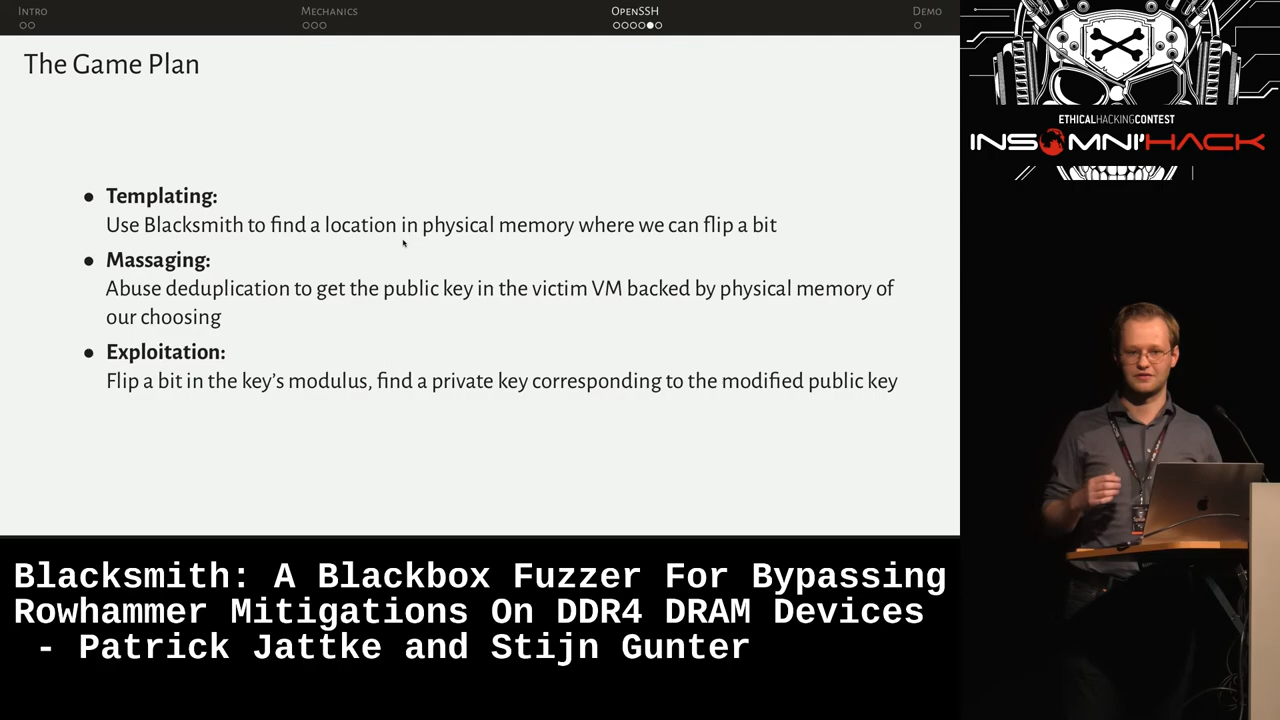 Intro
Mechanics
OpenSSH
Demo
The Game Plan
● Templating:
Use Blacksmith to find a location in physical memory where we can flip a bit
● Massaging:
Abuse deduplication to get the public key in the victim VM backed by physical memory of
our choosing
● Exploitation:
Flip a bit in the key's modulus, find a private key corresponding to the modified public key
ETHICALHACKINGCONTEST
INSOMNI'HACK
Blacksmith: A Blackbox Fuzzer For Bypassing
Rowhammer Mitigations On DDR4 DRAM Devices
- Patrick Jattke and Stijn Gunter